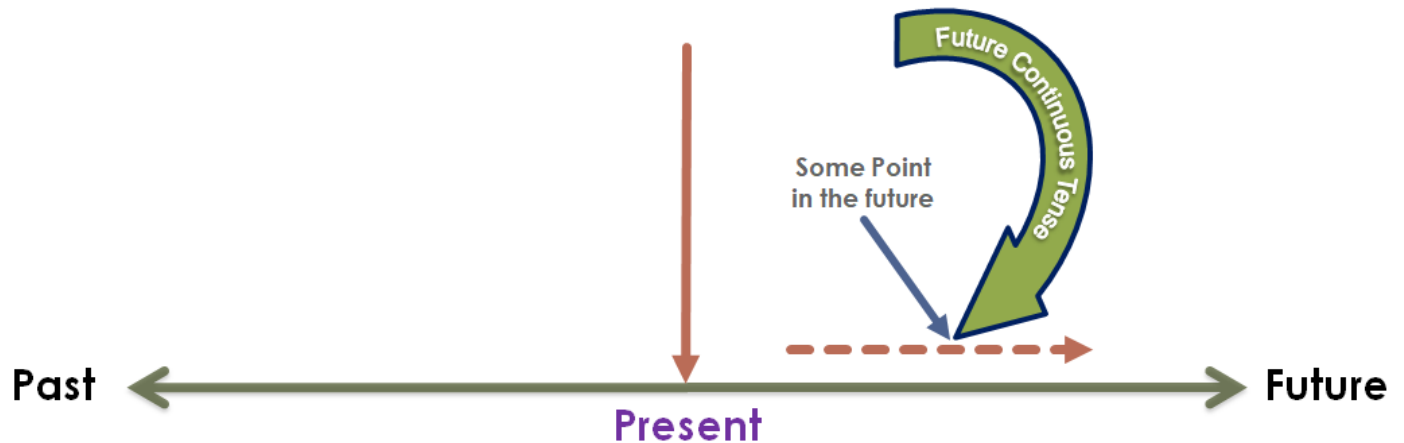 Future Continuous Tense
Some Point
in the future
Past
Future
Present